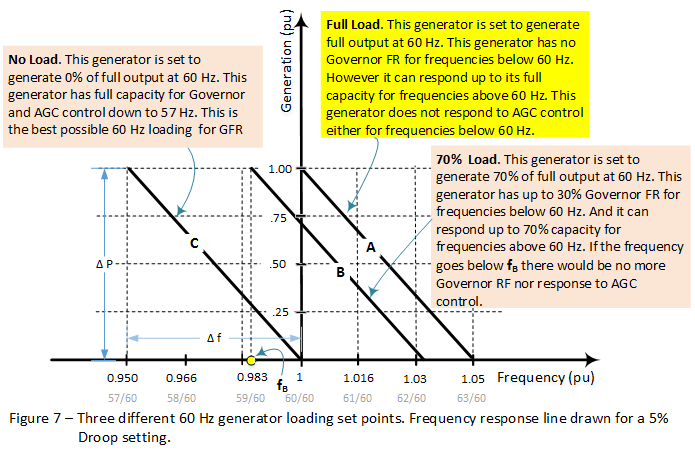 No Load. This generator is set to
generate 0% of full output at 60 Hz. This
generator has full capacity for Governor
and AGC control down to 57 Hz. This is
the best possible 60 Hz loading for GFR
Generation (pu)
Full Load. This generator is set to generate
full output at 60 Hz. This generator has no
Governor FR for frequencies below 60 Hz.
However it can respond up to its full
capacity for frequencies above 60 Hz. This
generator does not respond to AGC control
either for frequencies below 60 Hz.
70% Load. This generator is set to
generate 70% of full output at 60 Hz. This
generator has up to 30% Governor FR for
frequencies below 60 Hz. And it can
respond up to 70% capacity for
frequencies above 60 Hz. If the frequency
goes below fB there would be no more
Governor RF nor response to AGC
control.
1.00
.75
.50
.25
C
A
B
Δ P
Δ f
fB
0.950 0.966 0.983 1 1.016 1.03 1.05 Frequency (pu)
57/60 58/60 59/60 60/60 61/60 62/60 63/60
Figure 7 – Three different 60 Hz generator loading set points. Frequency response line drawn for a 5%
Droop setting.